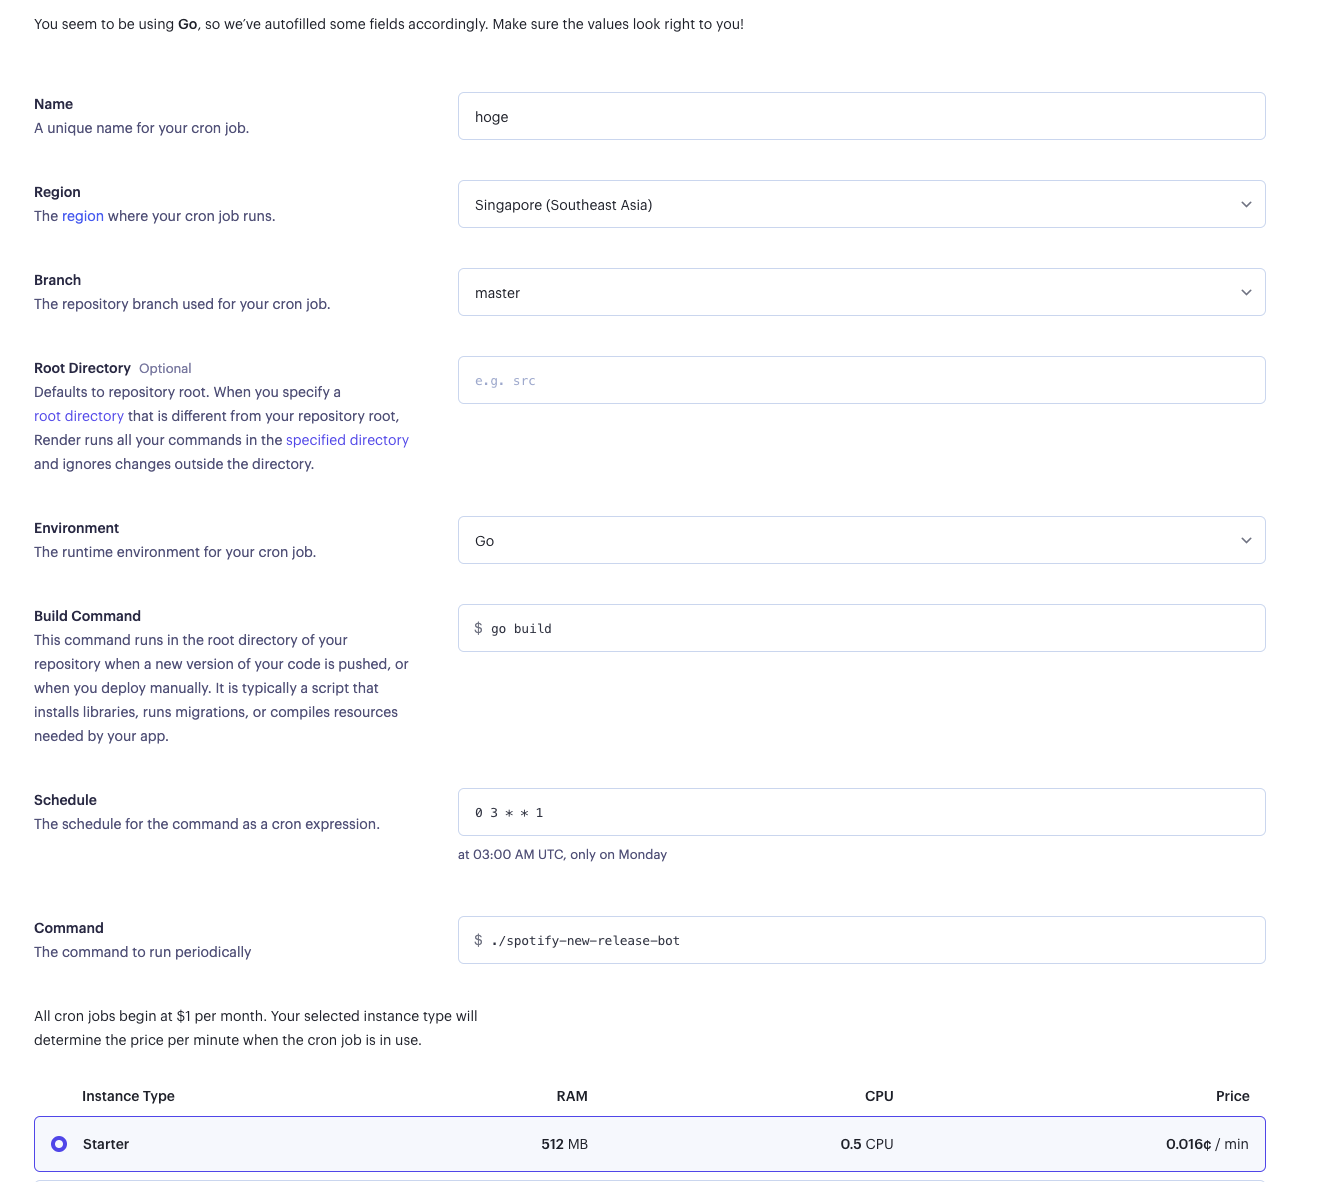 You seem to be using Go, so we've autofilled some fields accordingly. Make sure the values look right to you!
Name
A unique name for your cron job.
hoge
Region
The region where your cron job runs.
Singapore (Southeast Asia)
Branch
The repository branch used for your cron job.
master
Root Directory Optional
Defaults to repository root. When you specify a
root directory that is different from your repository root,
Render runs all your commands in the specified directory
and ignores changes outside the directory.
e.g. src
Environment
The runtime environment for your cron job.
Go
Build Command
This command runs in the root directory of your
repository when a new version of your code is pushed, or
when you deploy manually. It is typically a script that
installs libraries, runs migrations, or compiles resources
needed by your app.
$ go build
Schedule
The schedule for the command as a cron expression.
0 3 * * 1
at 03:00 AM UTC, only on Monday
Command
The command to run periodically
$ ./spotify-new-release-bot
All cron jobs begin at $1 per month. Your selected instance type will
determine the price per minute when the cron job is in use.
Instance Type RAM CPU Price
Starter 512 MB 0.5 CPU 0.016¢ / min